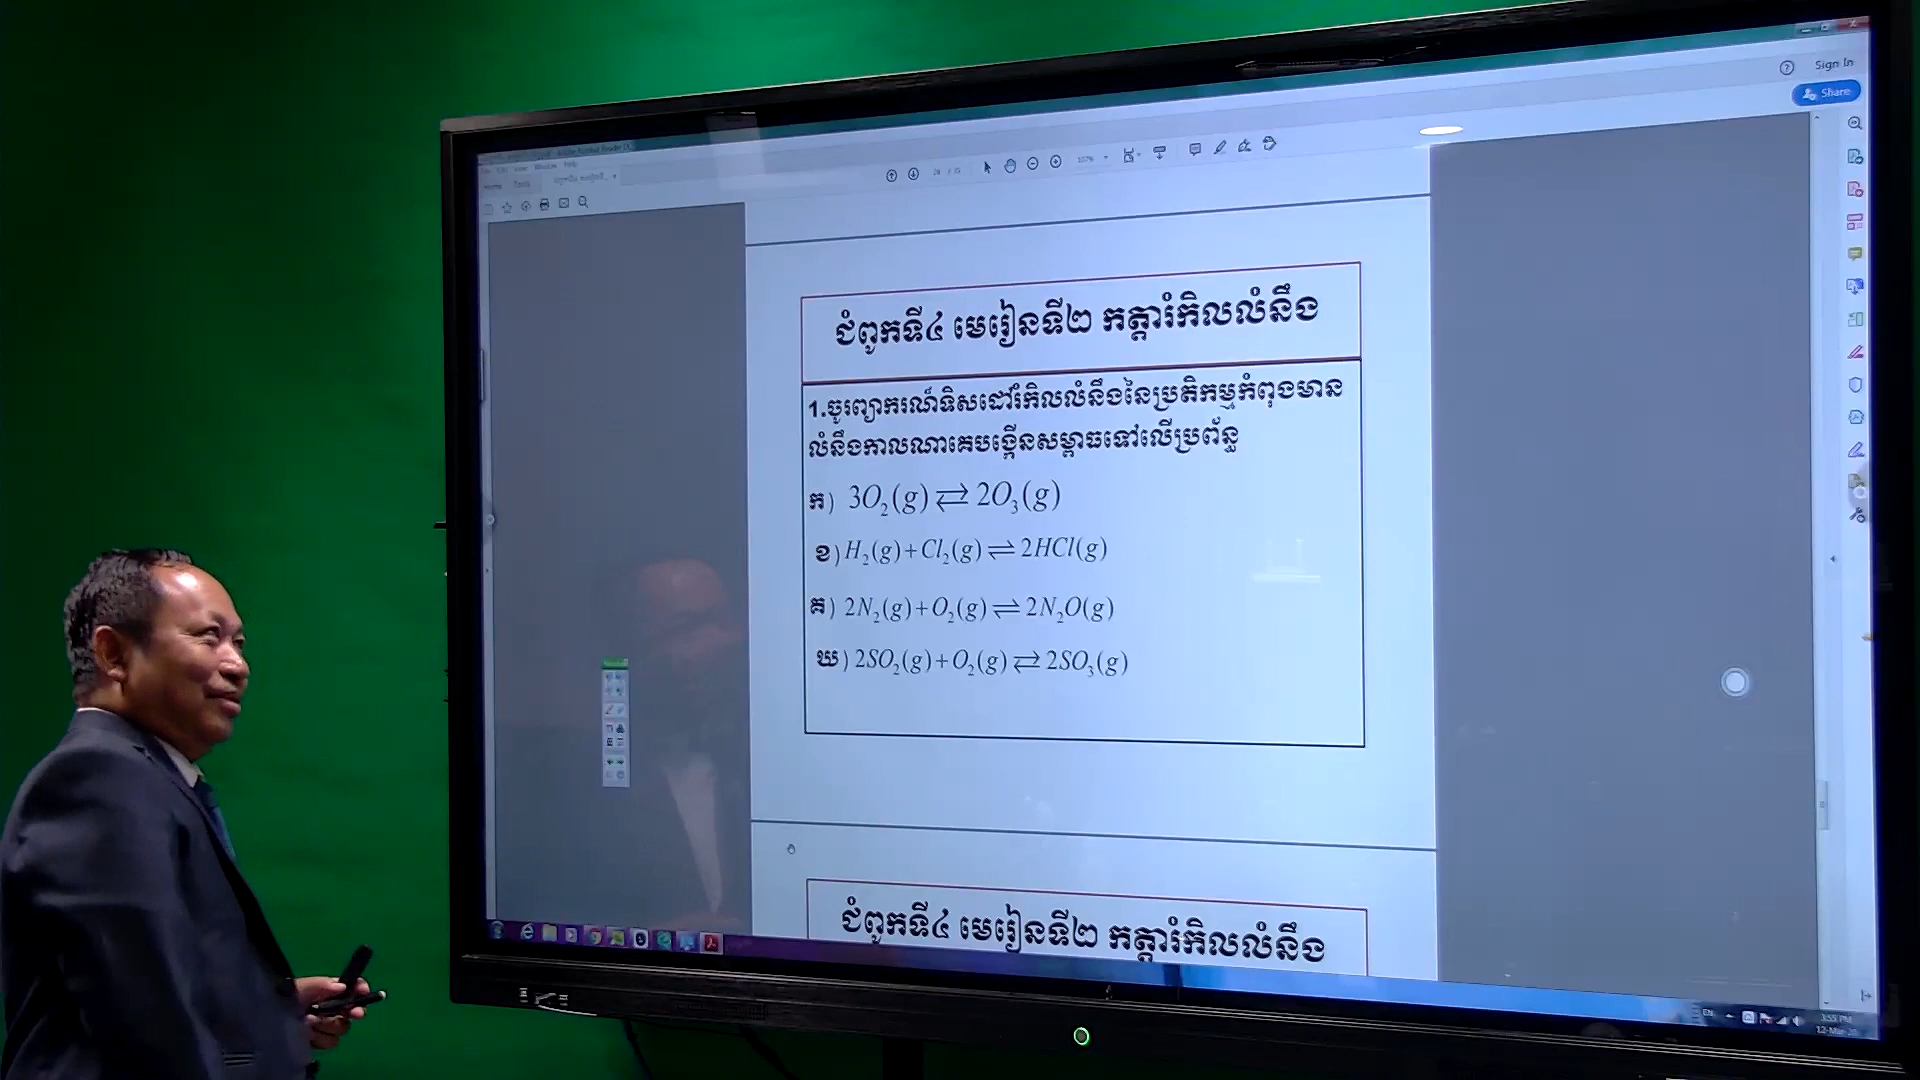 Sign In
Share
ជំពូកទី៤ មេរៀនទី២ កត្តារំកិលលំនឹង
1.ចូរព្យាករណ៍ទិសដៅរំកិលលំនឹងនៃប្រតិកម្មកំពុងមាន
លំនឹងកាលណាគេបង្កើនសម្ពាធទៅលើប្រព័ន្ធ
ក) 3O₂(g)⇄2O₃(g)
ខ)H₂(g)+Cl₂(g)⇌2HCl(g)
គ) 2N₂(g)+O₂(g)⇌2N₂O(g)
ឃ)2SO₂(g)+O₂(g)⇄2SO₃(g)
ជំពូកទី៤ មេរៀនទី២ កត្តារំកិលលំនឹង
EN
3:55 PM